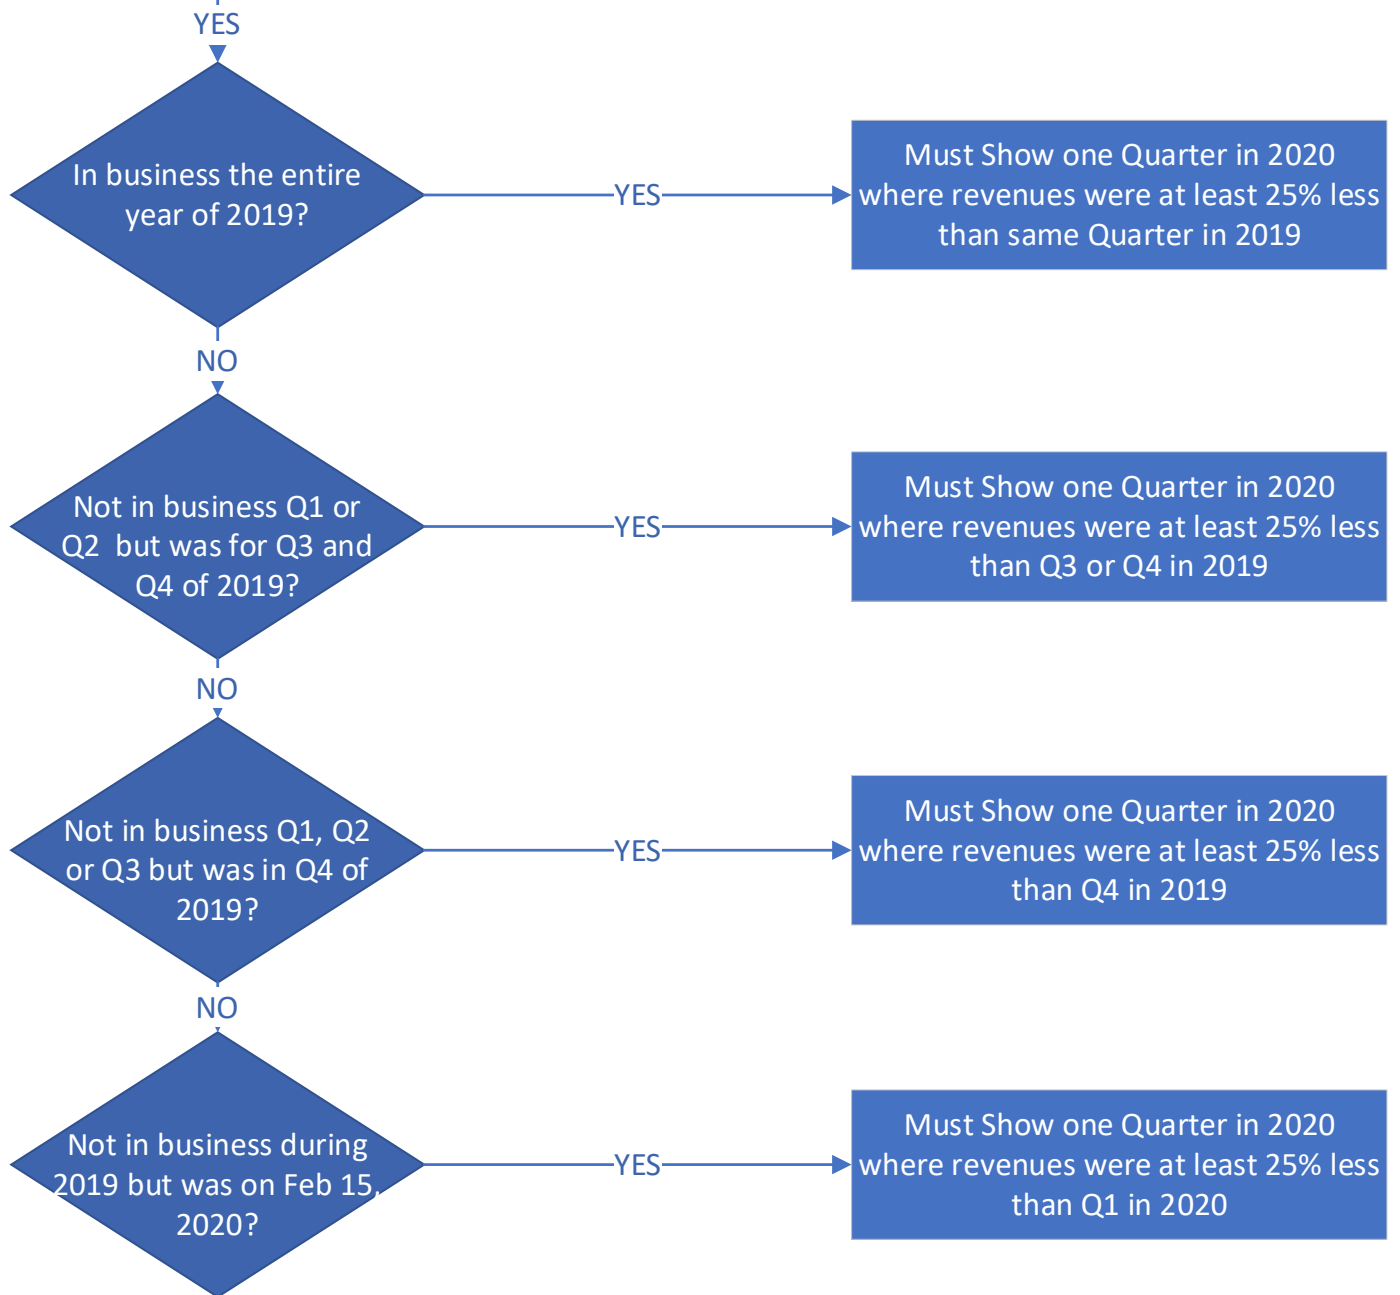 YES
In business the entire
year of 2019?
YES
Must Show one Quarter in 2020
where revenues were at least 25% less
than same Quarter in 2019
NO
Not in business Q1 or
Q2  but was for Q3 and
Q4 of 2019?
YES
Must Show one Quarter in 2020
where revenues were at least 25% less
than Q3 or Q4 in 2019
NO
Not in business Q1, Q2
or Q3 but was in Q4 of
2019?
YES
Must Show one Quarter in 2020
where revenues were at least 25% less
than Q4 in 2019
NO
Not in business during
2019 but was on Feb 15,
2020?
YES
Must Show one Quarter in 2020
where revenues were at least 25% less
than Q1 in 2020